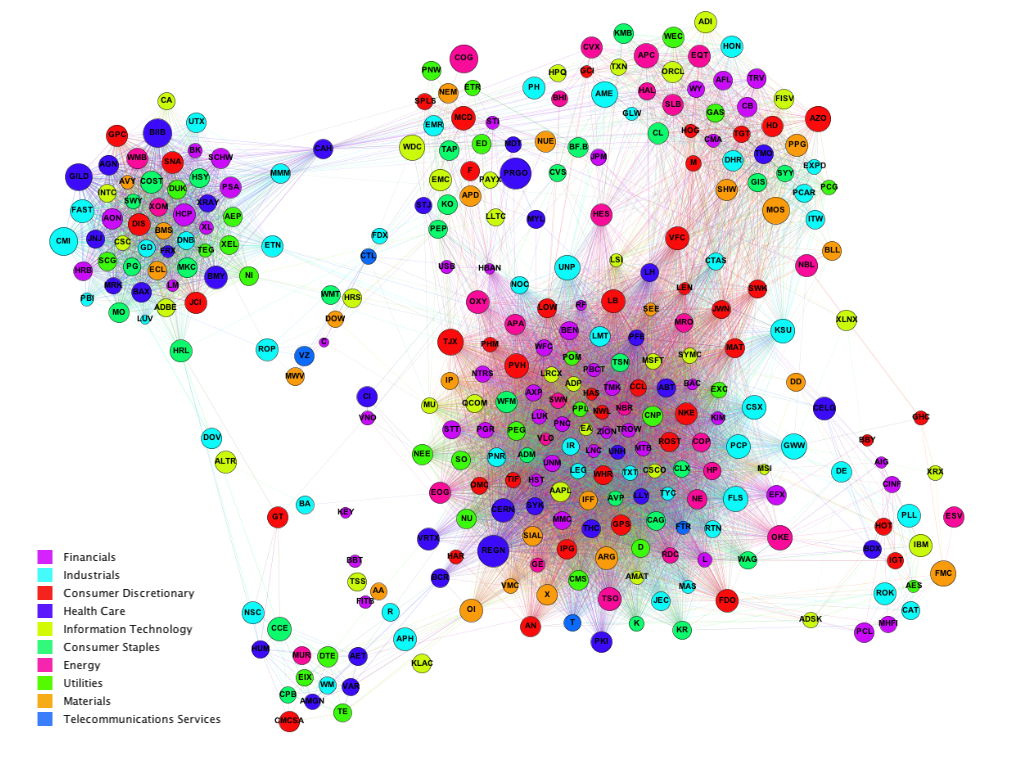 ADI
KMB
WEC
HON
CVX
APC
EQT
COG
PNW
HPQ
GCI
TXN
ORCL
AFL
TRV
ETR
NEM
SPLS
PH
BHI
AME
HAL
WY
SLB
CB
FISV
CA
MCD
STI
GLW
GAS
HD
AZO
UTX
EMR
GPC
BIIB
CL
HOG
TGT
CMA
PPG
WDC
TAP
ED
MDT
NUE
BF.B
CAH
BK
SCHW
WNB
SNA
AGN
JPM
M
DHR
TMO
EXPD
MMM
GILD
AVY
COST
HSY
F
PAYX
PRGO
CVS
SYY
GIS
EMC
NTC
DUK
PSA
SHW
PCAR
PCG
SWY
XOM
XRAY
APD
STJ
KO
FAST
AON
HCP
AEP
LLTC
MYL
HES
MOS
ITW
DIS
BMS
XL
PEP
CMI
JNJ
CSC
GD
DNB
XEL
ETN
FDX
VFC
TEG
CTL
BLL
SCG
PG
ECL
MKC
USB
HBAN
UNP
LSI
CTAS
NBL
HRB
LH
MRK
BAX
LM
EMY
NI
NOC
LEN
SWK
PBI
WMT
HRS
MO
ADBE
JCI
LUV
OXY
LOW
RF
LB
SEE
JWN
DOW
APA
MRO
XLNX
BEN
LMT
PFE
KSU
HRL
ROP
VZ
C
TJX
PHM
WFC
MAT
POM
TSN
MSFT
SYMC
PVH
PBCT
MWV
IP
NTRS
LRCX
ADP
TMK
CCL
ABT
BAC
EXC
DD
CI
AXP
SWN
HAS
MU
QCOM
WFM
PPL
NWL
NBR
CNP
NKE
KIM
CSX
CELG
VNO
LUK
PNC
GHC
STT
PGR
PEG
EA
ZION
TROW
DOV
VLO
ROST
COP
PCP
GWW
BBY
IR
LNC
UNH
MTB
NEE
SO
PNR
ADM
ALTR
UNM
LEG
WHR
TXT
CSCO
CLX
HP
MSI
DE
AIG
XRX
OMC
TIF
HST
CINF
EOG
AAPL
IFF
AVP
LLY
TYC
NE
FLS
EFX
BA
KEY
CERN
SYK
GT
NU
MMC
THC
GPS
CAG
FTR
RTN
PLL
ESV
HOT
VRTX
SIAL
OKE
IBM
REGN
IPG
D
BDX
HAR
ARG
RDC
L
WAG
IGT
BBT
GE
FMC
BCR
CMS
AMAT
TSS
AA
VMC
MAS
AES
ROK
FITB
X
TSO
JEC
FDO
CAT
NSC
R
OI
CCE
AN
T
K
KR
ADSK
MHFI
PCL
APH
PKI
HUM
MUR
DTE
AET
KLAC
EIX
WM
VAR
CPB
AMGN
TE
CMCSA
Financials
Industrials
Consumer Discretionary
Health Care
Information Technology
Consumer Staples
Energy
Utilities
Materials
Telecommunications Services